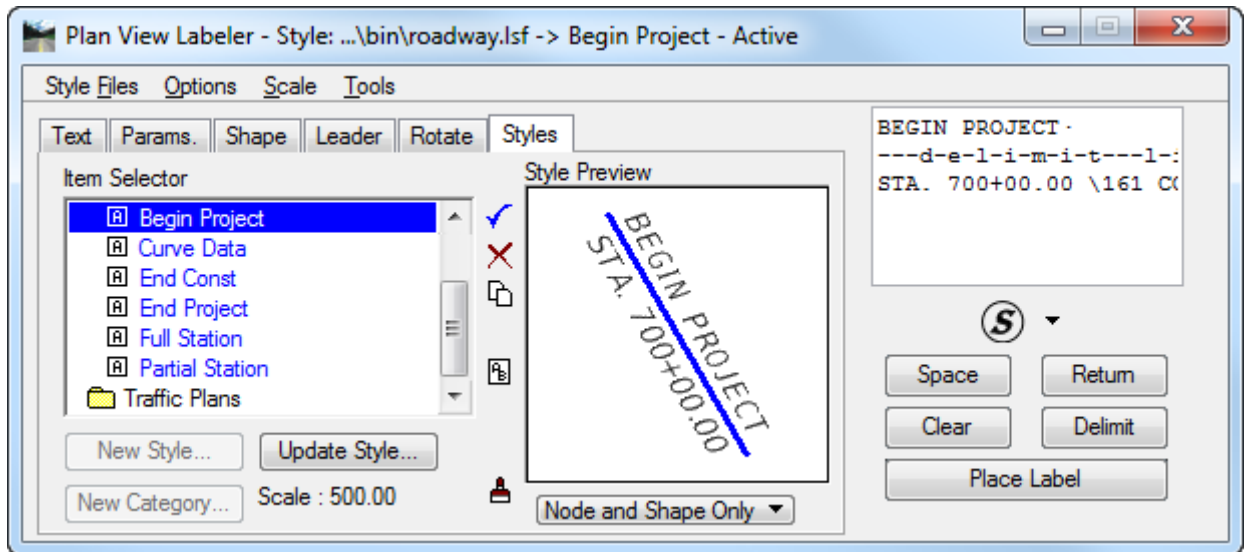 Plan View Labeler - Style: ...\bin\roadway.lsf -> Begin Project - Active
Style Files Options Scale Tools
Text Params. Shape Leader Rotate Styles
Item Selector
Begin Project
Curve Data
End Const
End Project
Full Station
Partial Station
Traffic Plans
New Style... Update Style...
New Category... Scale : 500.00
Style Preview
BEGIN PROJECT
STA. 700+00.00
Node and Shape Only
BEGIN PROJECT·
---d-e-l-i-m-i-t---l-i
STA. 700+00.00 \161 CO
S
Space Return
Clear Delimit
Place Label